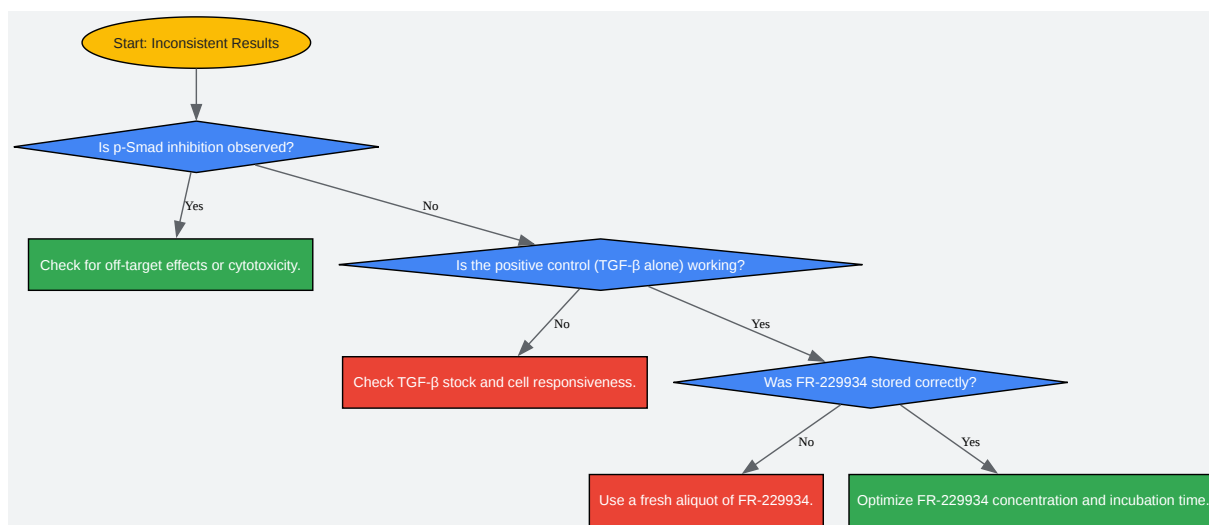 Start: Inconsistent Results
Is p-Smad inhibition observed?
Yes
No
Check for off-target effects or cytotoxicity.
Is the positive control (TGF-β alone) working?
No
Yes
Check TGF-β stock and cell responsiveness.
Was FR-229934 stored correctly?
No
Yes
Use a fresh aliquot of FR-229934.
Optimize FR-229934 concentration and incubation time.